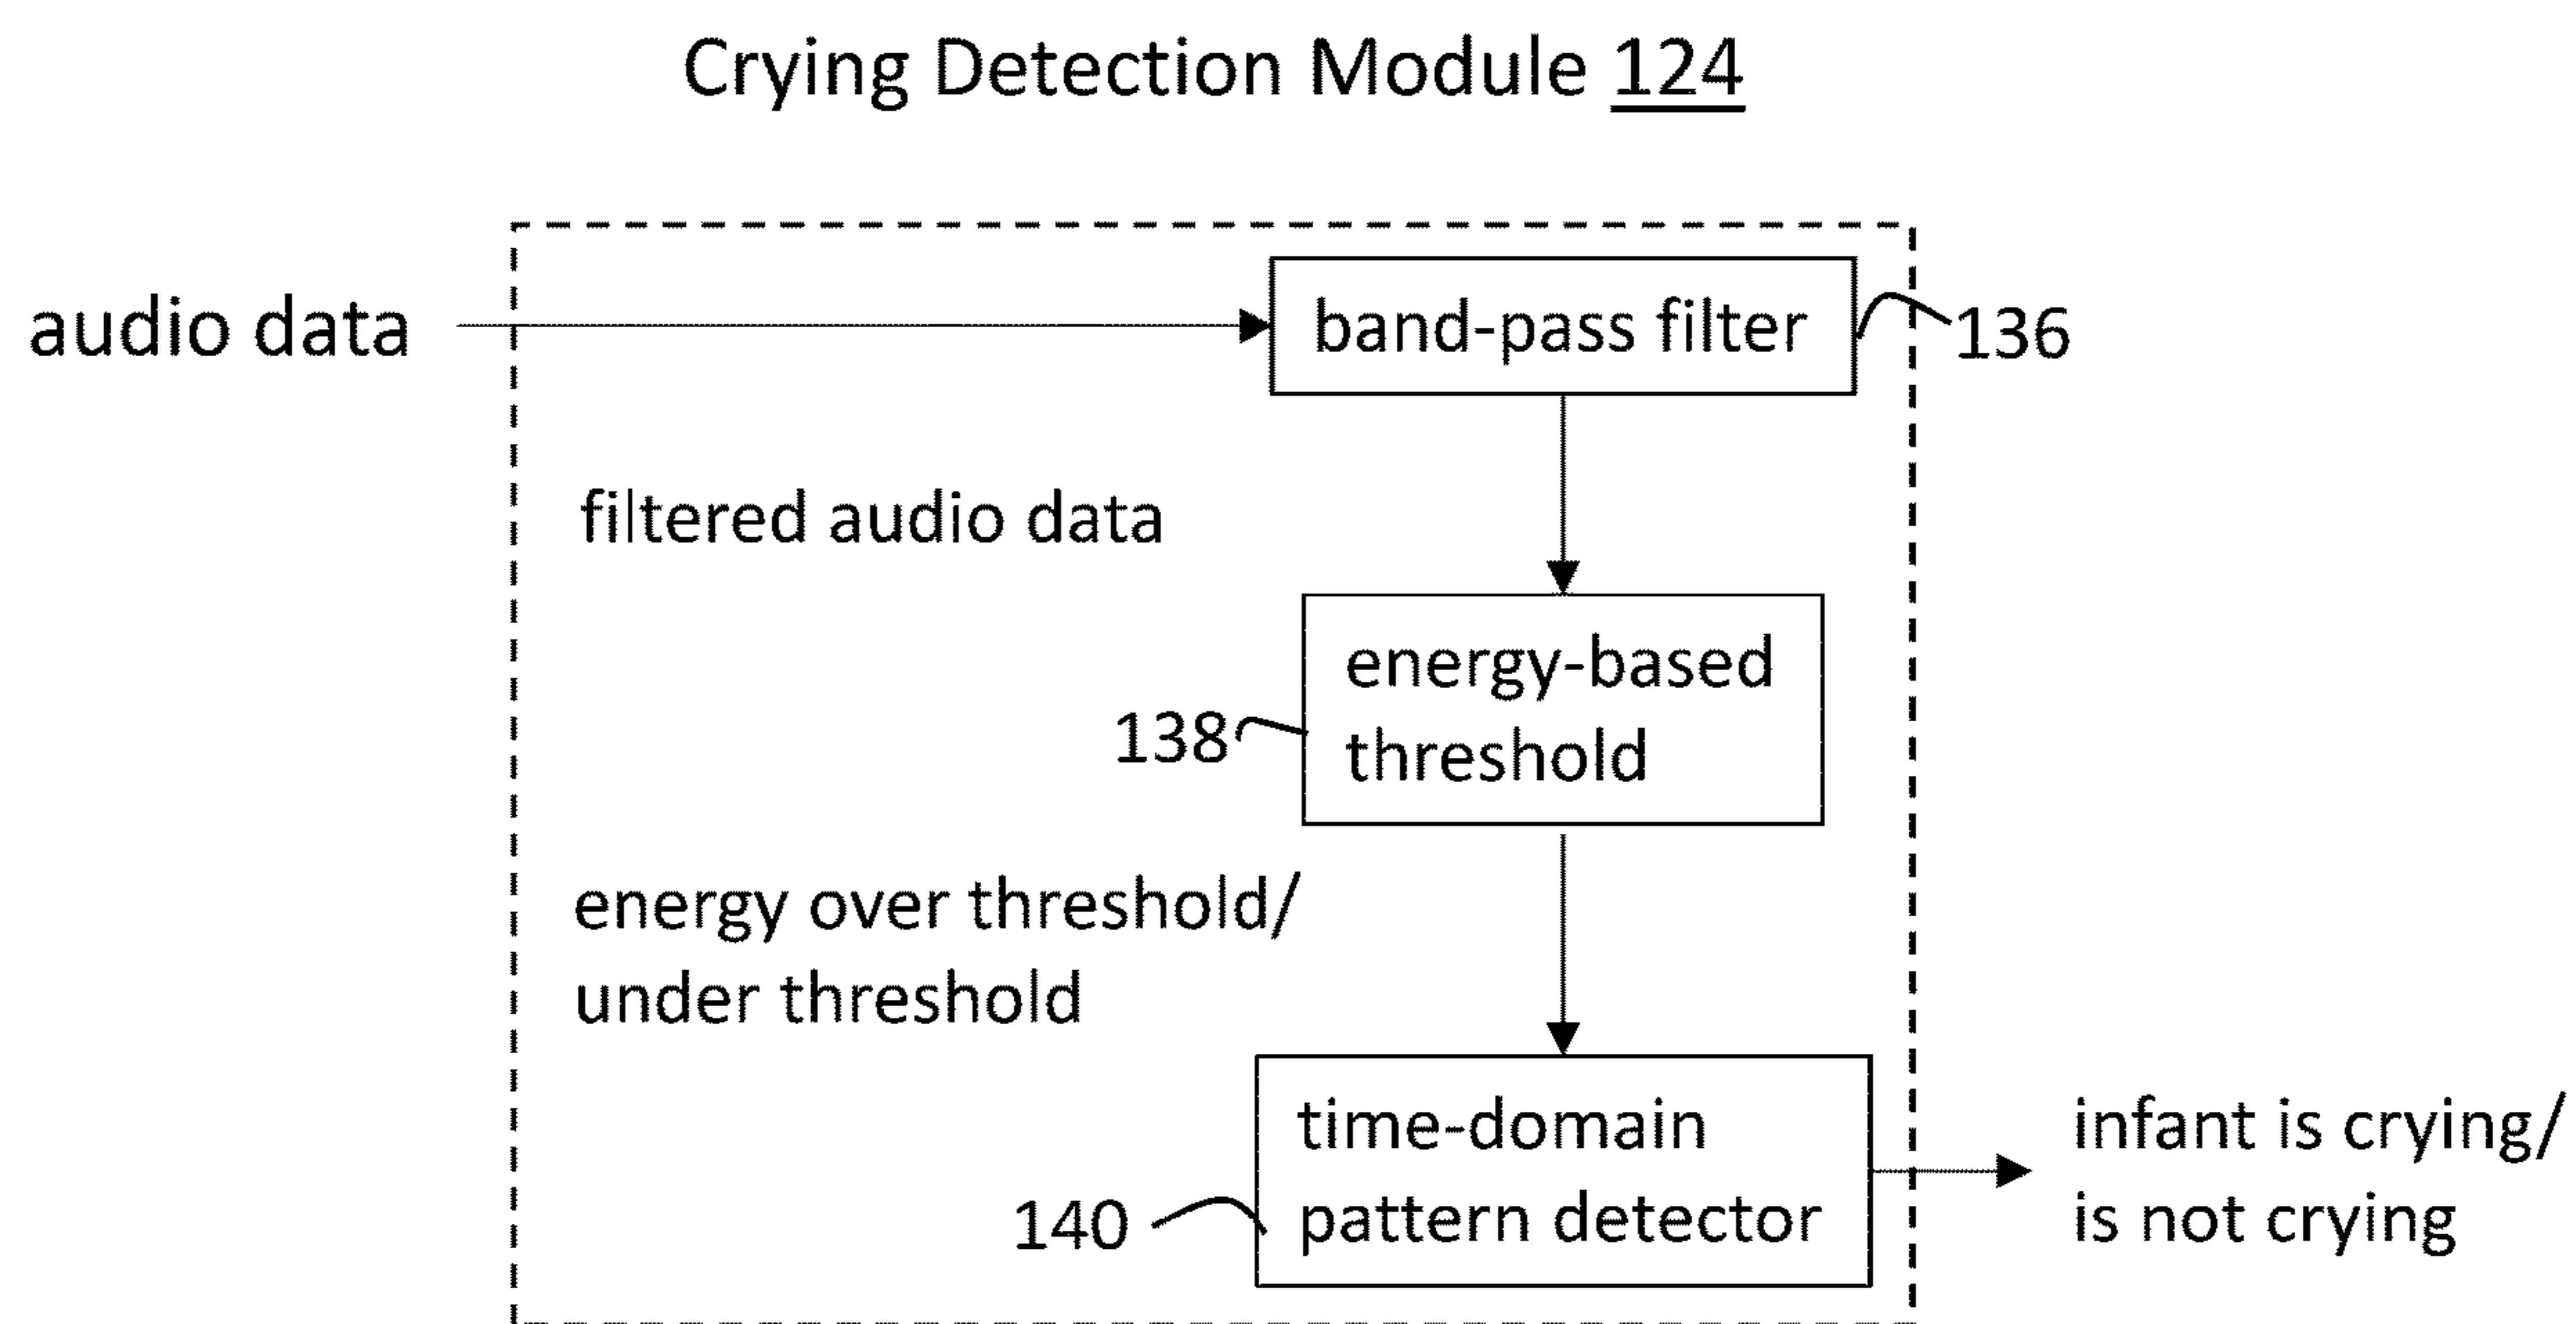 Crying Detection Module 124
audio data
band-pass filter
136
filtered audio data
energy-based
threshold
138
energy over threshold/
under threshold
time-domain
pattern detector
140
infant is crying/
is not crying